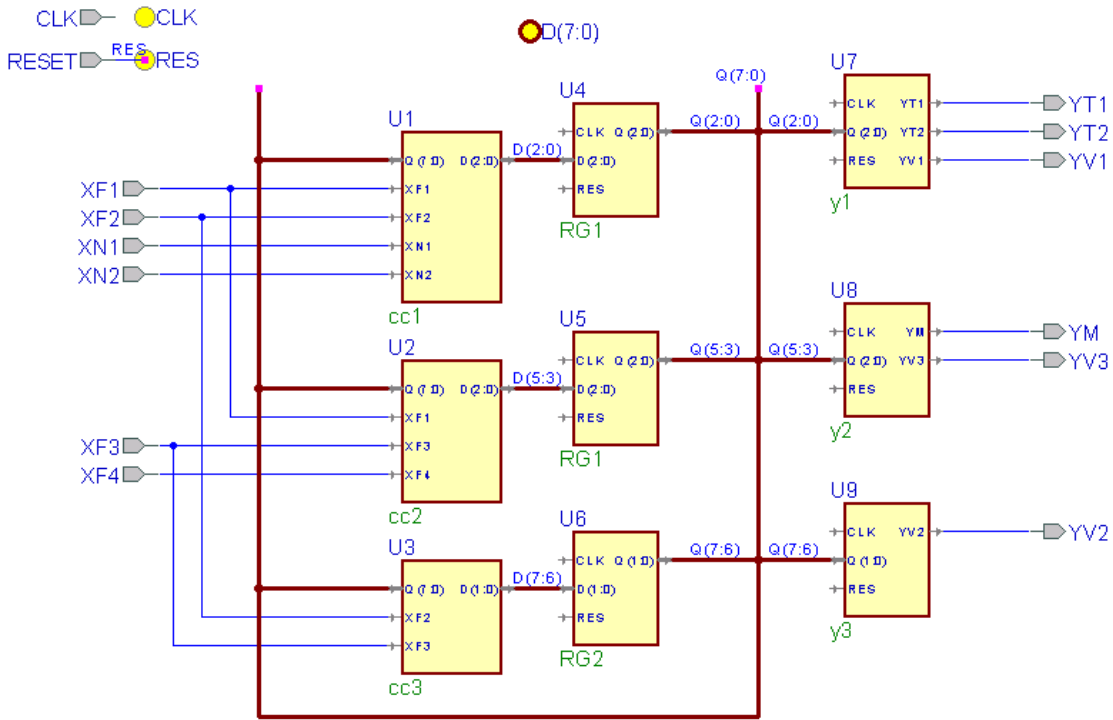 CLK CLK
RESET RES RES
D(7:0)
Q(7:0)
U1
Q(7:0) D(2:0)
XF1
XF2
XN1
XN2
cc1
D(2:0)
U4
CLK Q(2:0)
D(2:0)
RES
RG1
Q(2:0) Q(2:0)
U7
CLK YT1
Q(2:0) YT2
RES YV1
y1
YT1
YT2
YV1
XF1
XF2
XN1
XN2
U2
Q(7:0) D(2:0)
XF1
XF3
XF4
cc2
D(5:3)
U5
CLK Q(2:0)
D(2:0)
RES
RG1
Q(5:3) Q(5:3)
U8
CLK YM
Q(2:0) YV3
RES
y2
YM
YV3
XF3
XF4
U3
Q(7:0) D(1:0)
XF2
XF3
cc3
D(7:6)
U6
CLK Q(1:0)
D(1:0)
RES
RG2
Q(7:6) Q(7:6)
U9
CLK YV2
Q(1:0)
RES
y3
YV2